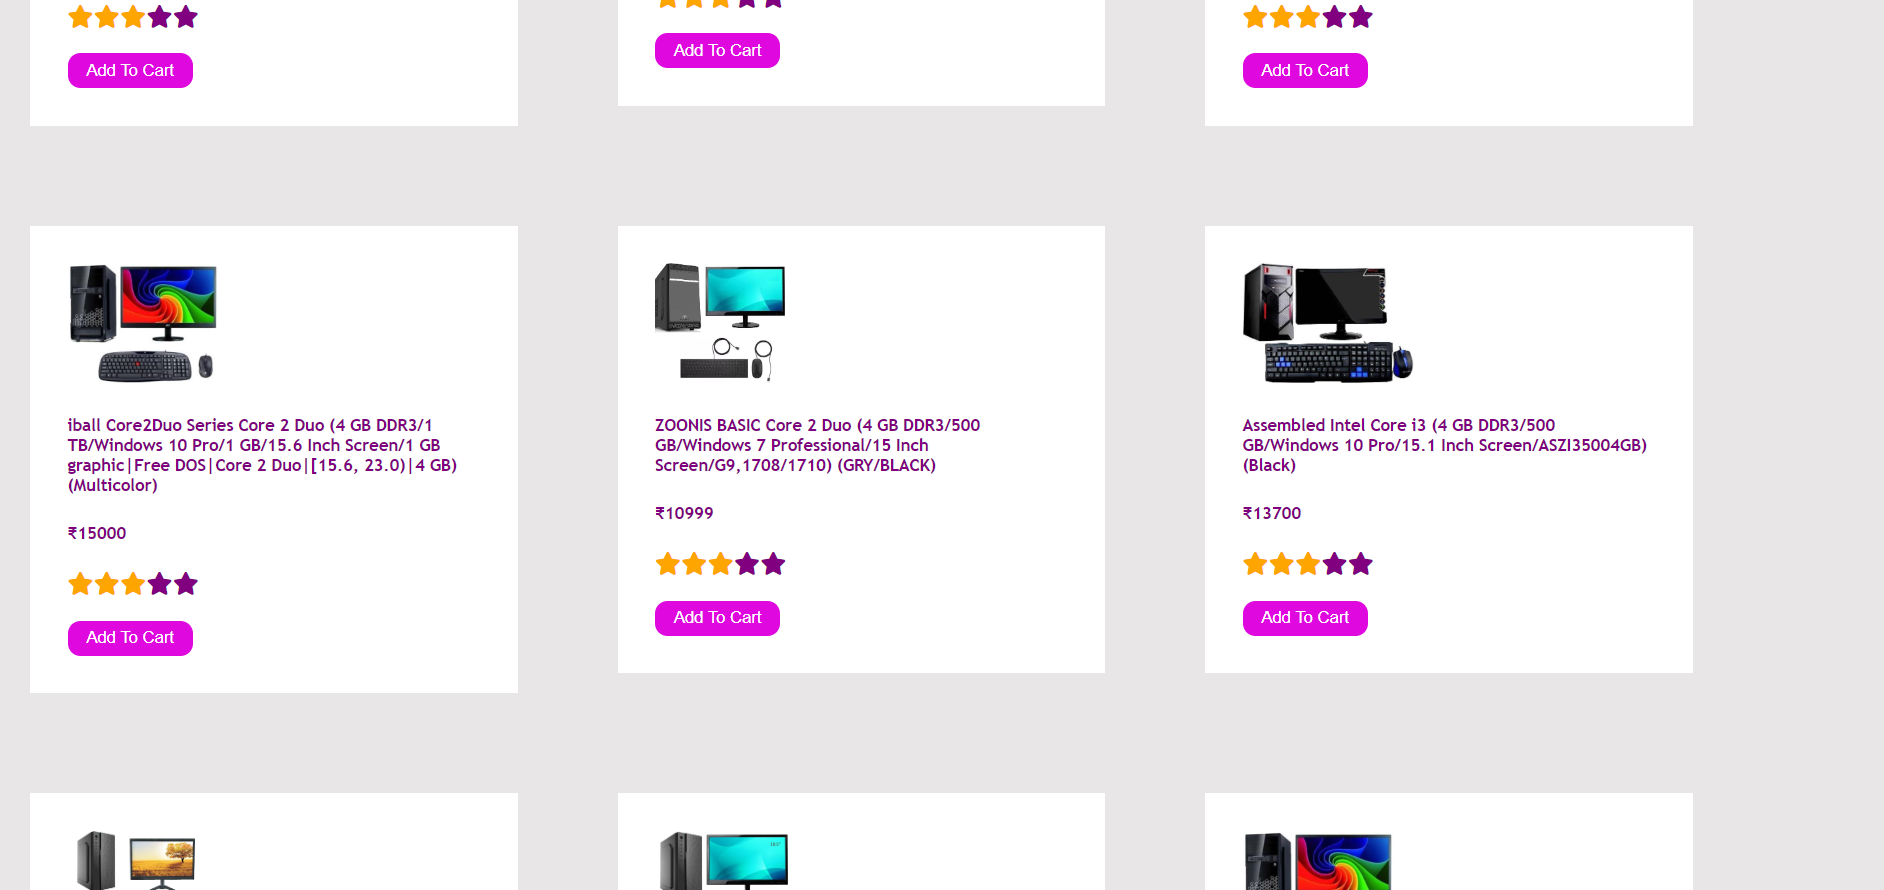 Add To Cart
Add To Cart
Add To Cart
iball Core2Duo Series Core 2 Duo (4 GB DDR3/1
TB/Windows 10 Pro/1 GB/15.6 Inch Screen/1 GB
graphic|Free DOS|Core 2 Duo|[15.6, 23.0)|4 GB)
(Multicolor)
₹15000
Add To Cart
ZOONIS BASIC Core 2 Duo (4 GB DDR3/500
GB/Windows 7 Professional/15 Inch
Screen/G9,1708/1710) (GRY/BLACK)
₹10999
Add To Cart
Assembled Intel Core i3 (4 GB DDR3/500
GB/Windows 10 Pro/15.1 Inch Screen/ASZI35004GB)
(Black)
₹13700
Add To Cart